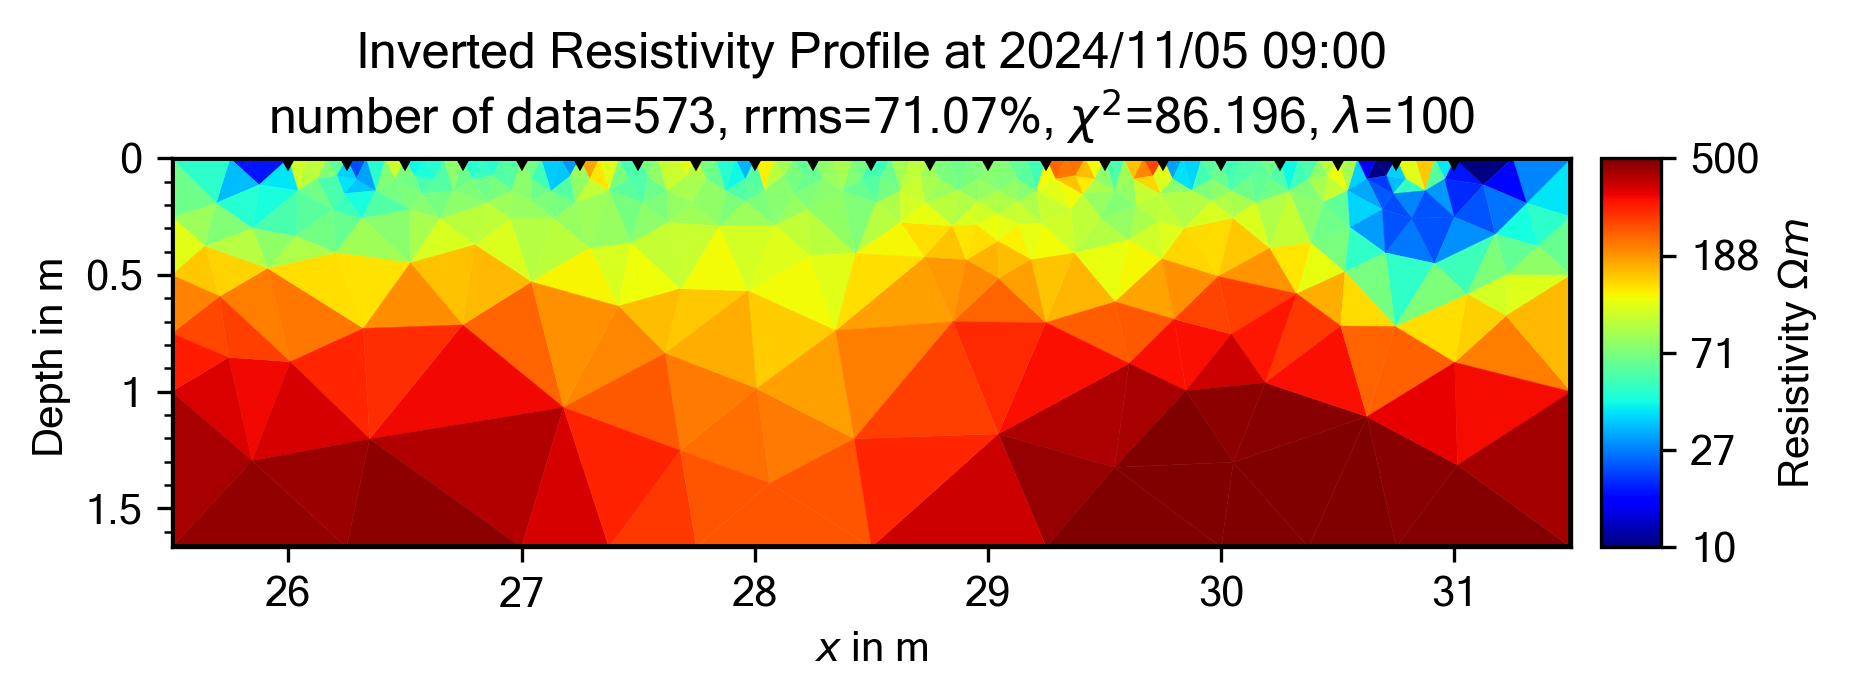 Inverted Resistivity Profile at 2024/11/05 09:00
number of data=573, rrms=71.07%, χ²=86.196, λ=100
0
0.5
1
1.5
Depth in m
26 27 28 29 30 31
x in m
500
188
71
27
10
Resistivity Ωm